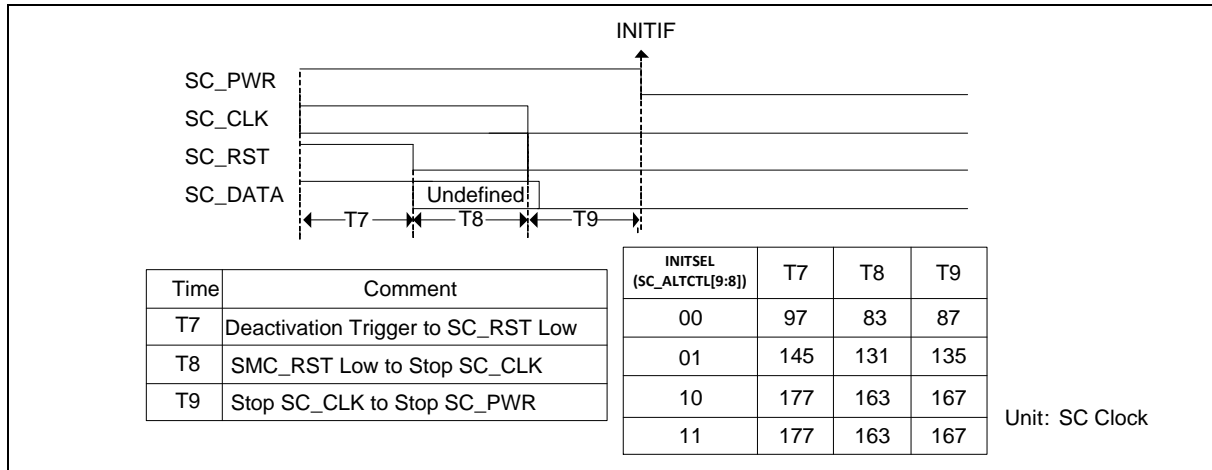 INITIF
SC_PWR
SC_CLK
SC_RST
SC_DATA
Undefined
T7
T8
T9
Time Comment
T7 Deactivation Trigger to SC_RST Low
T8 SMC_RST Low to Stop SC_CLK
T9 Stop SC_CLK to Stop SC_PWR
INITSEL
(SC_ALTCTL[9:8]) T7 T8 T9
00 97 83 87
01 145 131 135
10 177 163 167
11 177 163 167
Unit: SC Clock